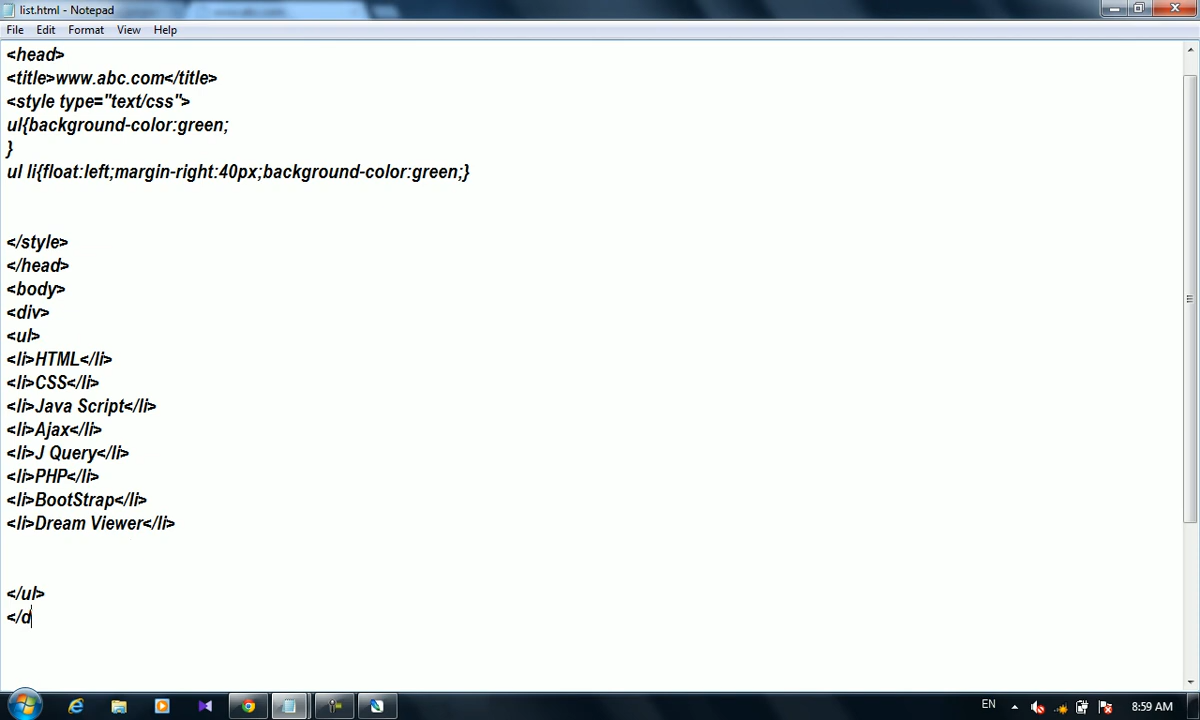 list.html - Notepad
File Edit Format View Help
<head>
<title>www.abc.com</title>
<style type="text/css">
ul{background-color:green;
}
ul li{float:left;margin-right:40px;background-color:green;}
</style>
</head>
<body>
<div>
<ul>
<li>HTML</li>
<li>CSS</li>
<li>Java Script</li>
<li>Ajax</li>
<li>J Query</li>
<li>PHP</li>
<li>BootStrap</li>
<li>Dream Viewer</li>
</ul>
</d
EN 8:59 AM